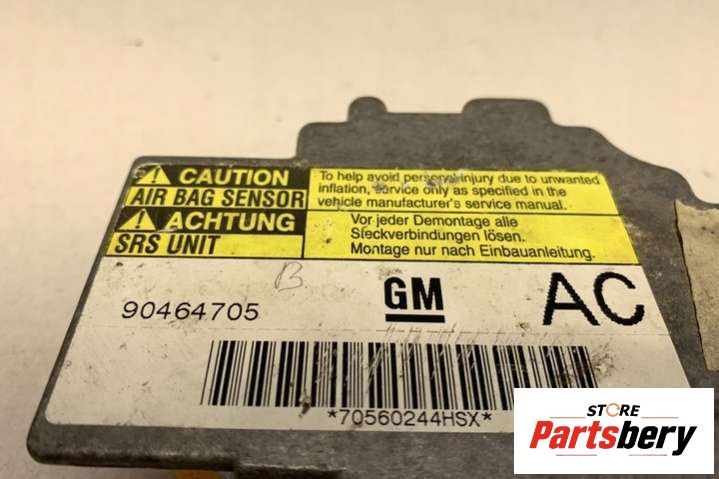 CAUTION
AIR BAG SENSOR
ACHTUNG
SRS UNIT
To help avoid personal injury due to unwanted
inflation, service only as specified in the
vehicle manufacturer's service manual.
Vor jeder Demontage alle
Steckverbindungen lösen.
Montage nur nach Einbauanleitung.
B
90464705
GM
AC
*70560244HSX*
STORE
Partsbery